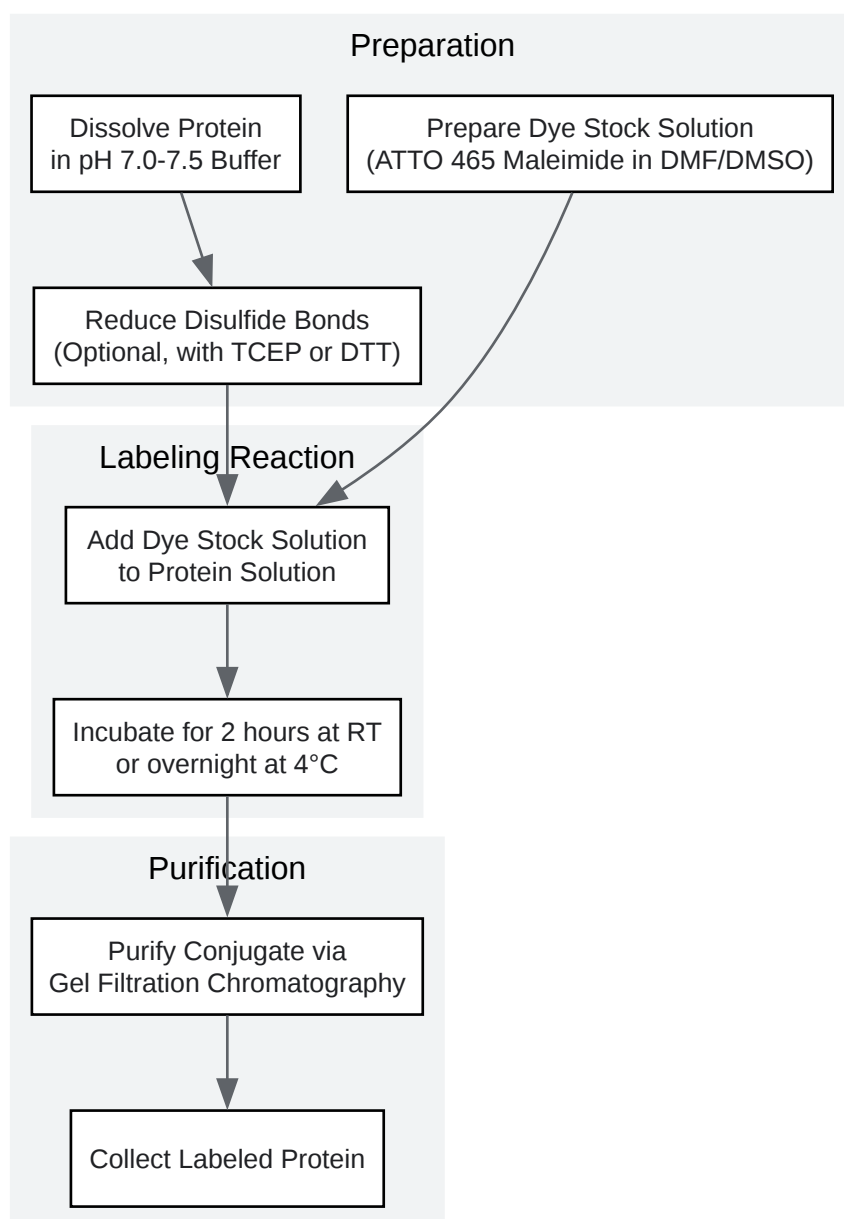 Preparation
Dissolve Protein
in pH 7.0-7.5 Buffer
Prepare Dye Stock Solution
(ATTO 465 Maleimide in DMF/DMSO)
Reduce Disulfide Bonds
(Optional, with TCEP or DTT)
Labeling Reaction
Add Dye Stock Solution
to Protein Solution
Incubate for 2 hours at RT
or overnight at 4°C
Purification
Purify Conjugate via
Gel Filtration Chromatography
Collect Labeled Protein